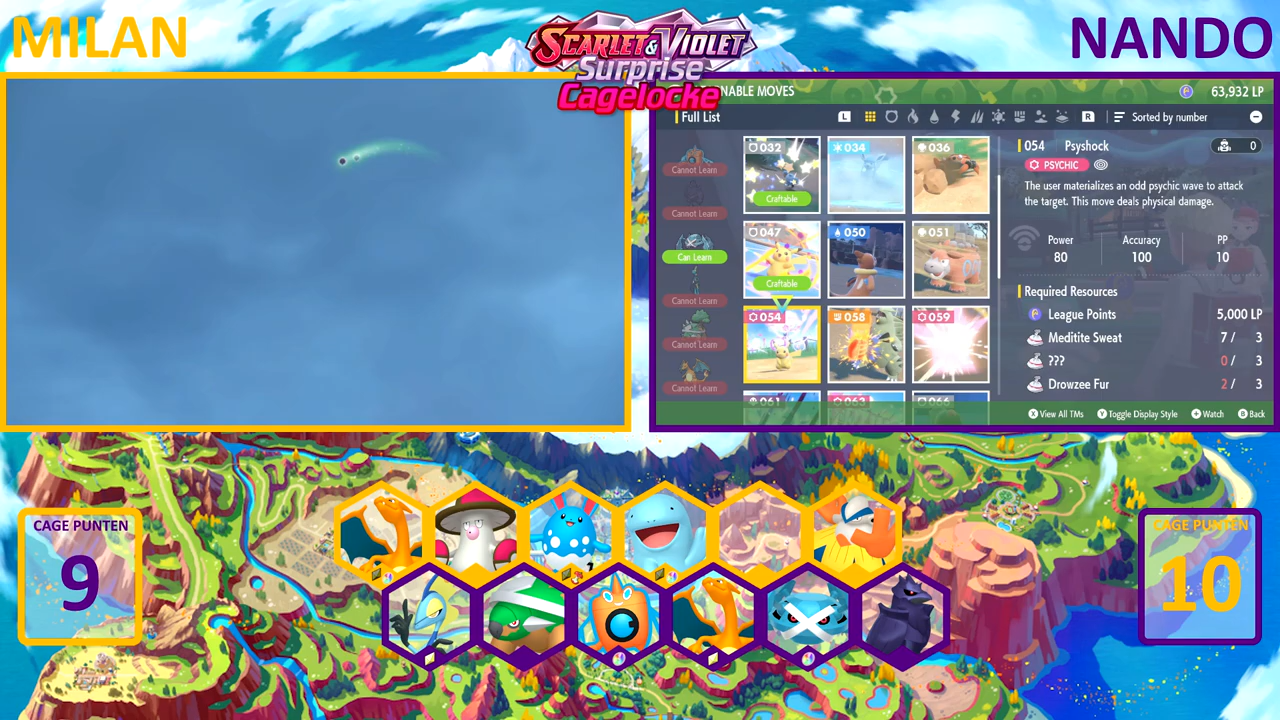 MILAN
SCARLET & VIOLET
Surprise
Cagelocke
NANDO
NABLE MOVES
63,932 LP
Full List
L
R
Sorted by number
Cannot Learn
Cannot Learn
Can Learn
Cannot Learn
Cannot Learn
Cannot Learn
032
034
036
Craftable
047
050
051
Craftable
054
058
059
061
063
066
054 Psyshock
0
PSYCHIC
The user materializes an odd psychic wave to attack
the target. This move deals physical damage.
Power
Accuracy
PP
80
100
10
Required Resources
League Points 5,000 LP
Meditite Sweat 7 / 3
??? 0 / 3
Drowzee Fur 2 / 3
X View All TMs
Y Toggle Display Style
+ Watch
B Back
CAGE PUNTEN
9
CAGE PUNTEN
10